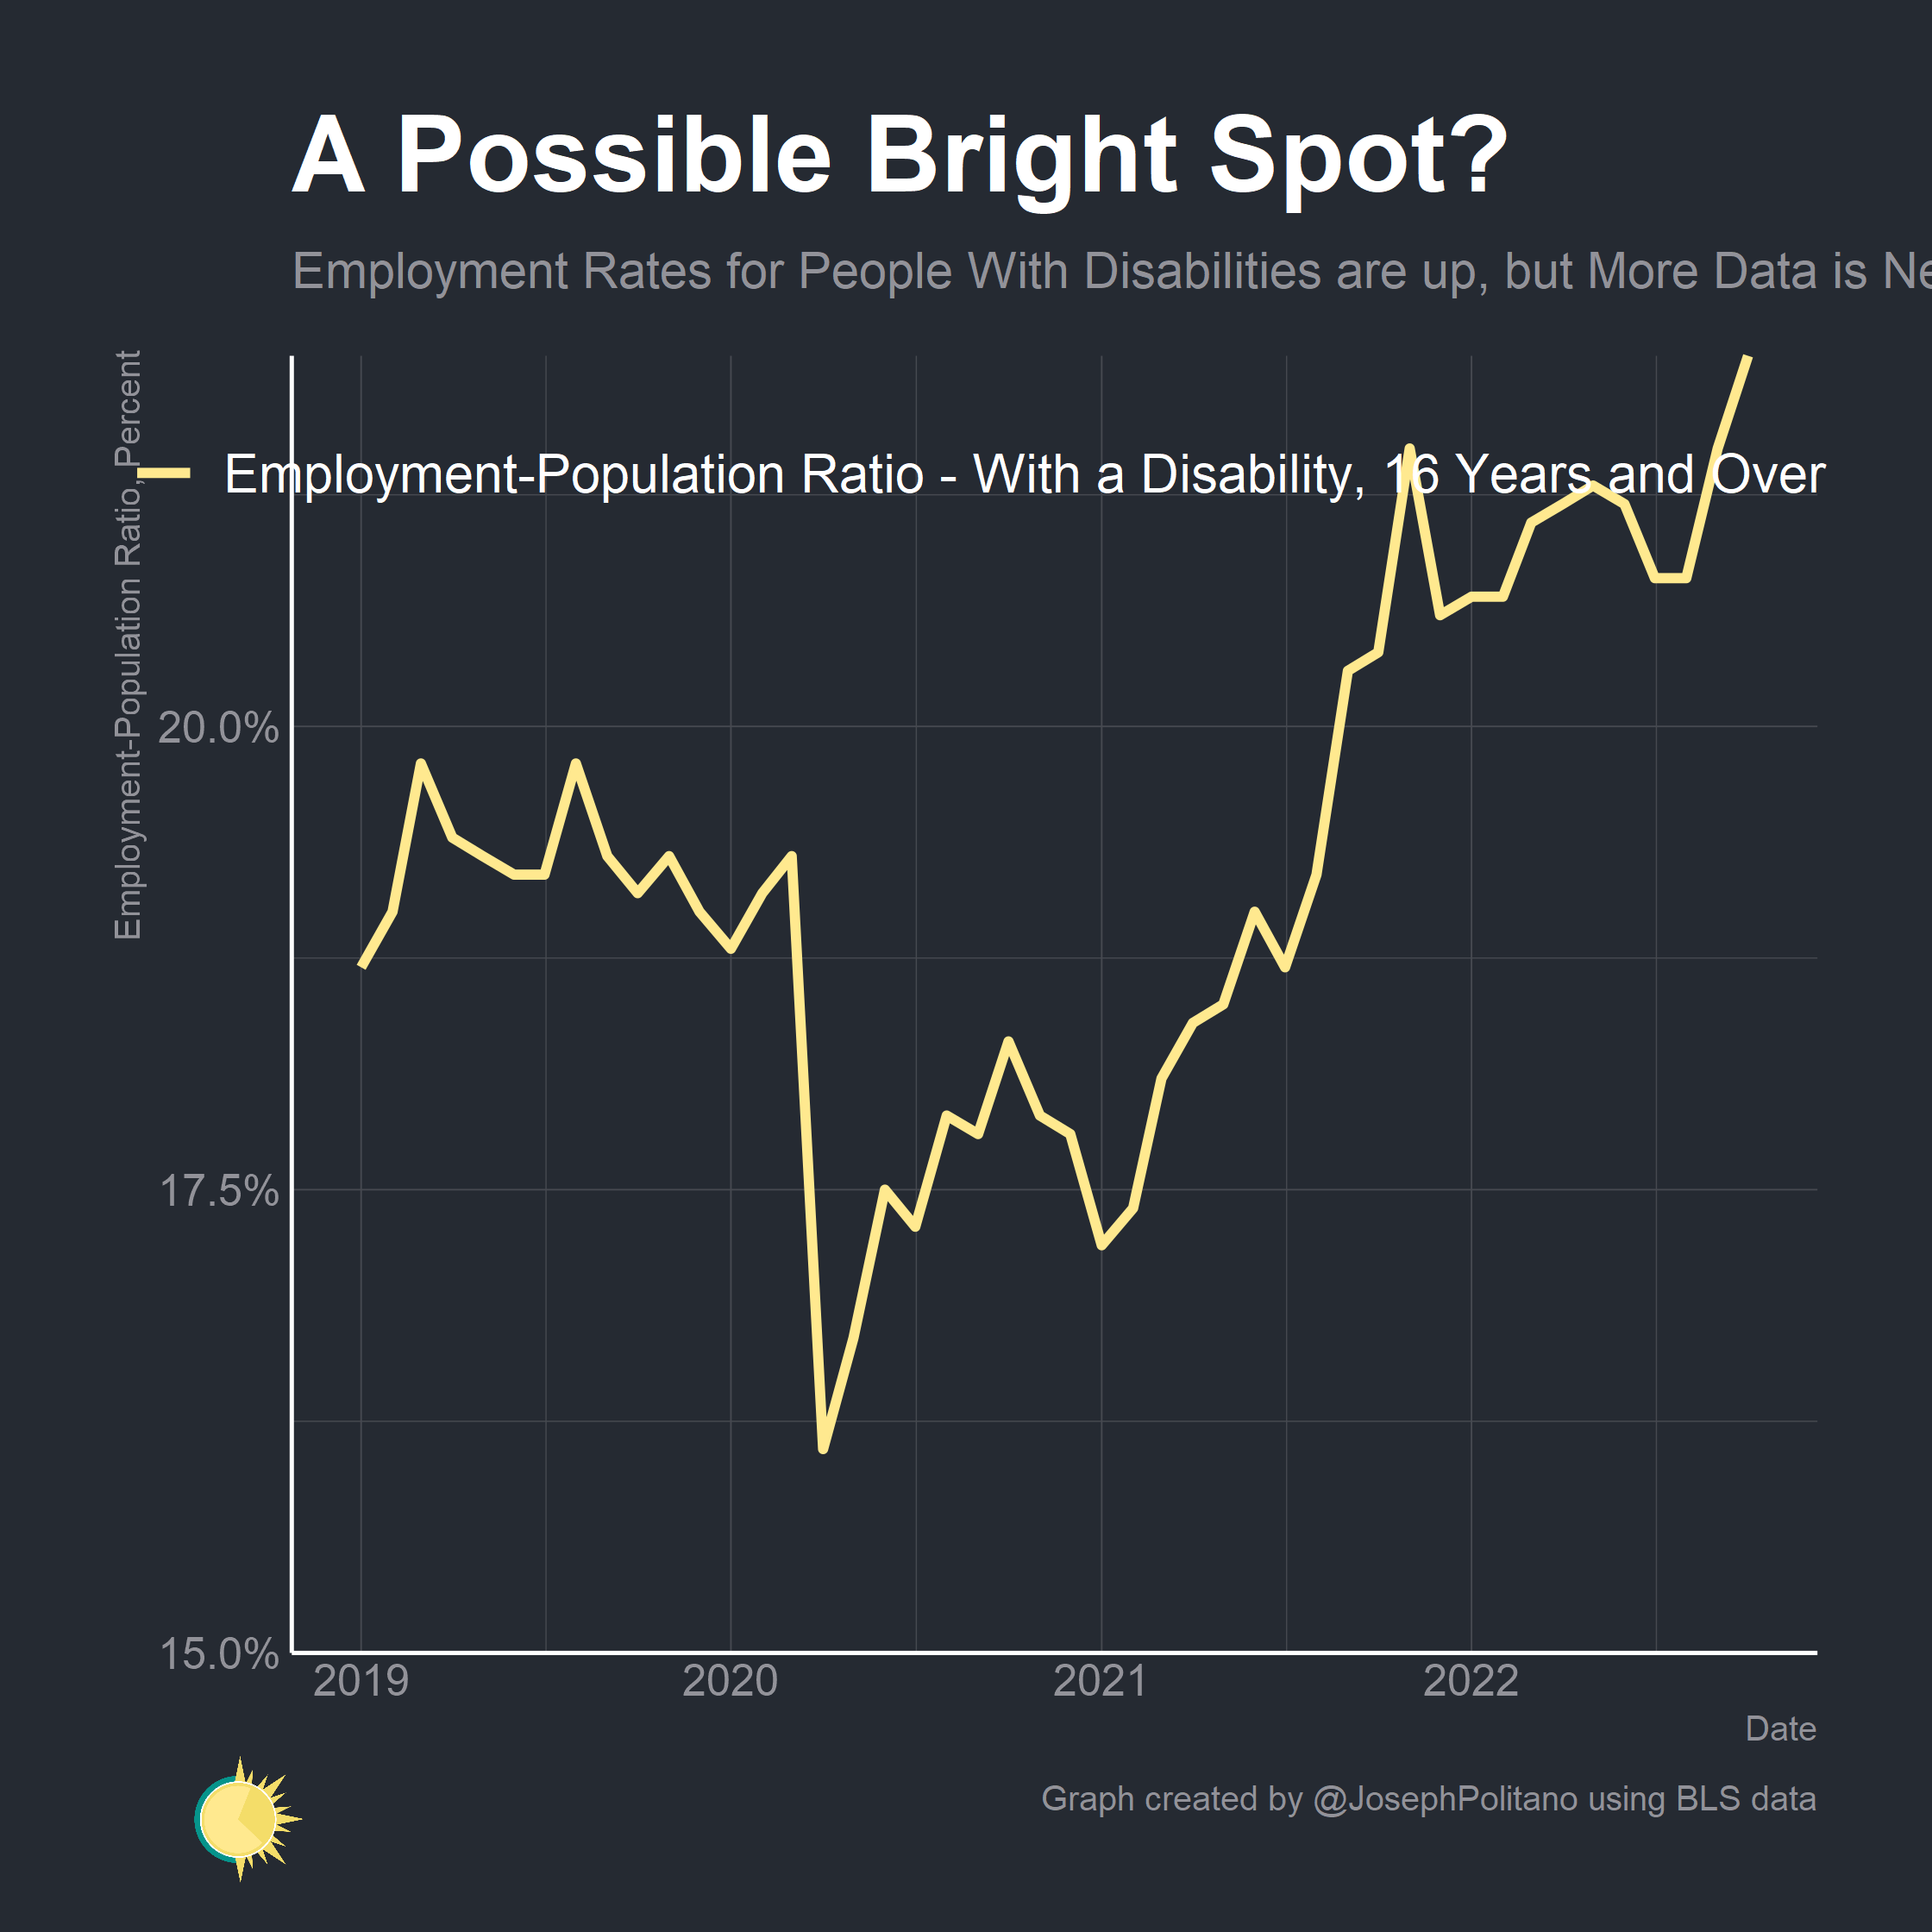 A Possible Bright Spot?
Employment Rates for People With Disabilities are up, but More Data is Ne
Employment-Population Ratio, Percent
Employment-Population Ratio - With a Disability, 16 Years and Over
20.0%
17.5%
15.0%
2019 2020 2021 2022
Date
Graph created by @JosephPolitano using BLS data